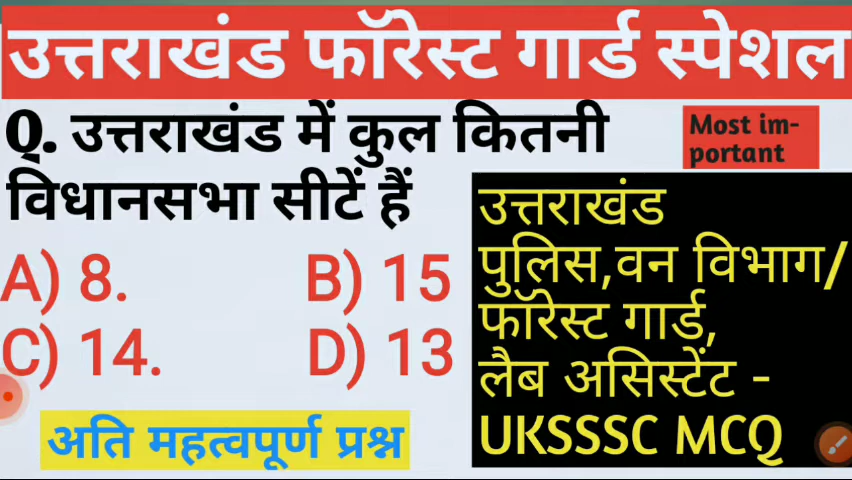 उत्तराखंड फॉरेस्ट गार्ड स्पेशल
Q. उत्तराखंड में कुल कितनी
विधानसभा सीटें हैं
Most im-
portant
A) 8. B) 15
C) 14. D) 13
उत्तराखंड
पुलिस,वन विभाग/
फॉरेस्ट गार्ड,
लैब असिस्टेंट -
UKSSSC MCQ
अति महत्वपूर्ण प्रश्न